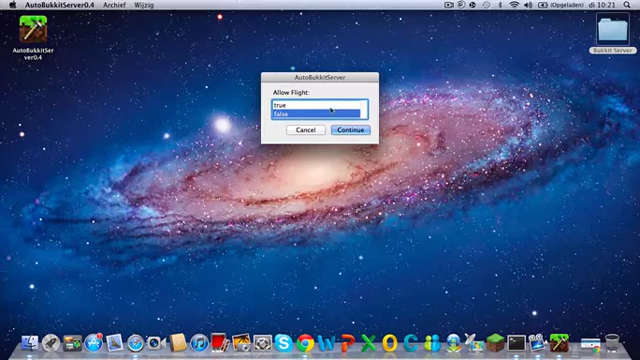 AutoBukkitServer0.4 Archief Wijzig
(Opgeladen) di 10:21
AutoBukkitSer
ver0.4
Bukkit Server
AutoBukkitServer
Allow Flight:
true
false
Cancel Continue